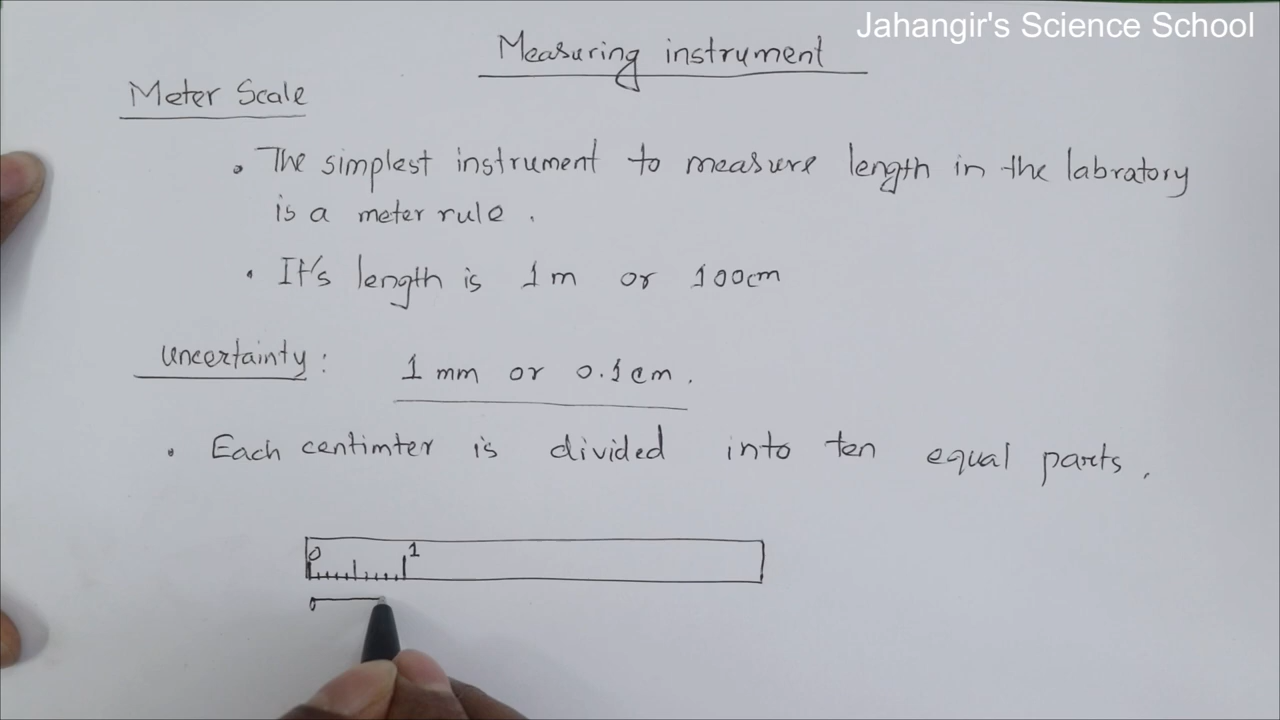 Jahangir's Science School
Measuring instrument
Meter Scale
• The simplest instrument to measure length in the labratory
is a meter rule.
• It's length is 1m or 100cm
Uncertainty: 1 mm or 0.1cm.
• Each centimter is divided into ten equal parts.
0 1